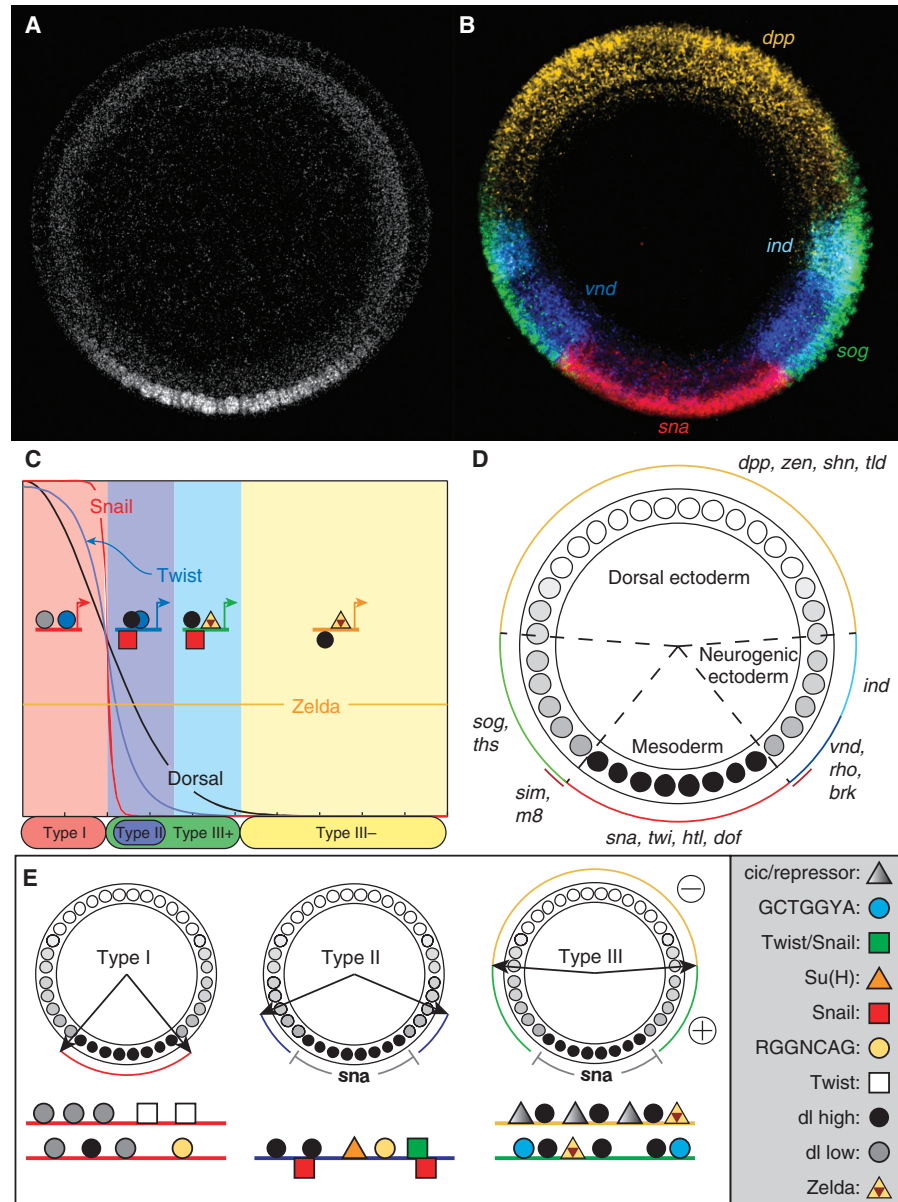 A
B
dpp
ind
vnd
sog
sna
C
Snail
Twist
Zelda
Dorsal
Type I
Type II
Type III+
Type III–
D
dpp, zen, shn, tld
Dorsal ectoderm
Neurogenic
ectoderm
ind
Mesoderm
sog,
ths
vnd,
rho,
brk
sim,
m8
sna, twi, htl, dof
E
Type I
Type II
sna
Type III
–
+
sna
cic/repressor:
GCTGGYA:
Twist/Snail:
Su(H):
Snail:
RGGNCAG:
Twist:
dl high:
dl low:
Zelda: